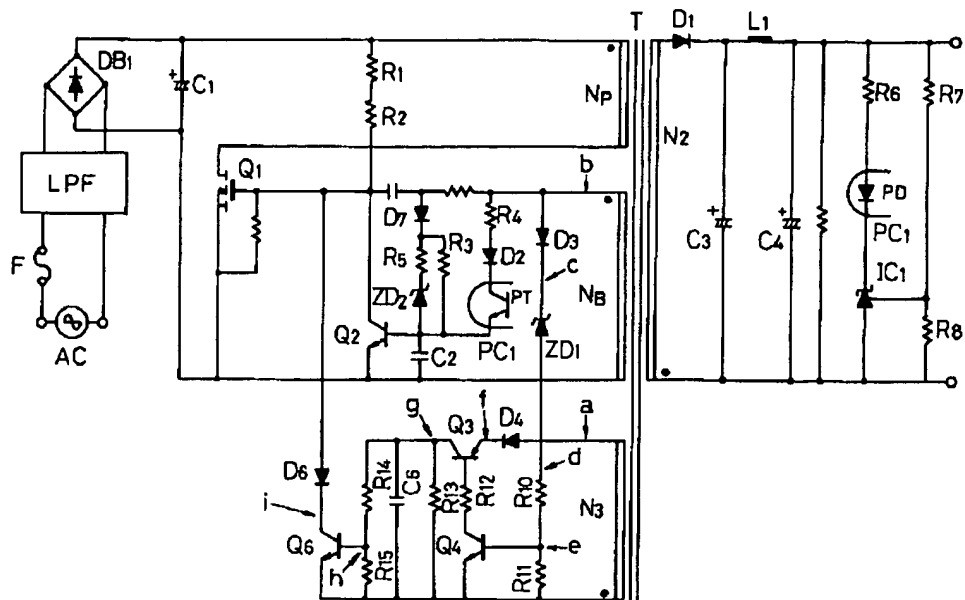 T
D1
L1
DB1
C1
R1
R2
NP
N2
R6
R7
LPF
Q1
b
D7
R4
D3
PD
PC1
C3
C4
F
R5
R3
D2
c
NB
IC1
ZD2
PT
Q2
C2
PC1
ZD1
R8
AC
g
Q3
f
D4
a
D6
R14
C6
R13
R12
d
R10
N3
i
Q6
h
R15
Q4
e
R11